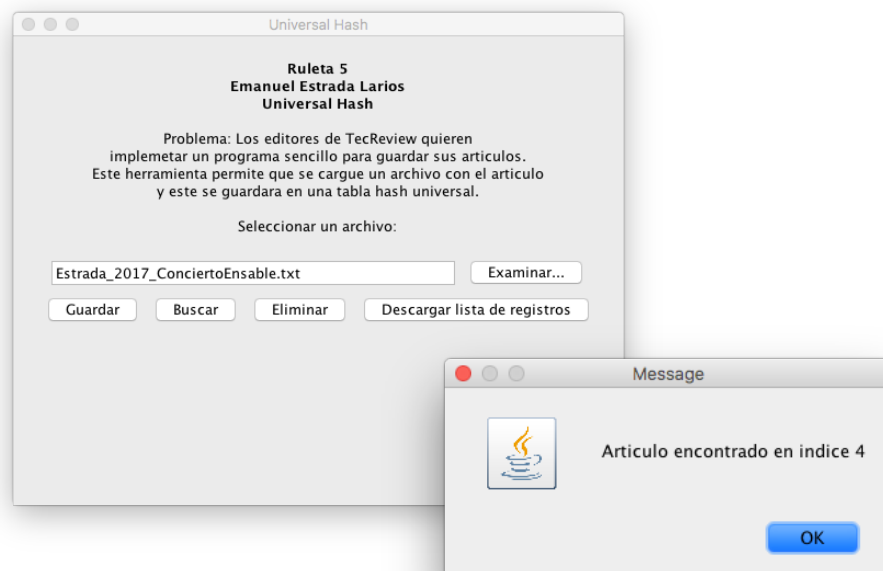 Universal Hash
Ruleta 5
Emanuel Estrada Larios
Universal Hash
Problema: Los editores de TecReview quieren
implemetar un programa sencillo para guardar sus articulos.
Este herramienta permite que se cargue un archivo con el articulo
y este se guardara en una tabla hash universal.
Seleccionar un archivo:
Estrada_2017_ConciertoEnsable.txt
Examinar...
Guardar
Buscar
Eliminar
Descargar lista de registros
Message
Articulo encontrado en indice 4
OK